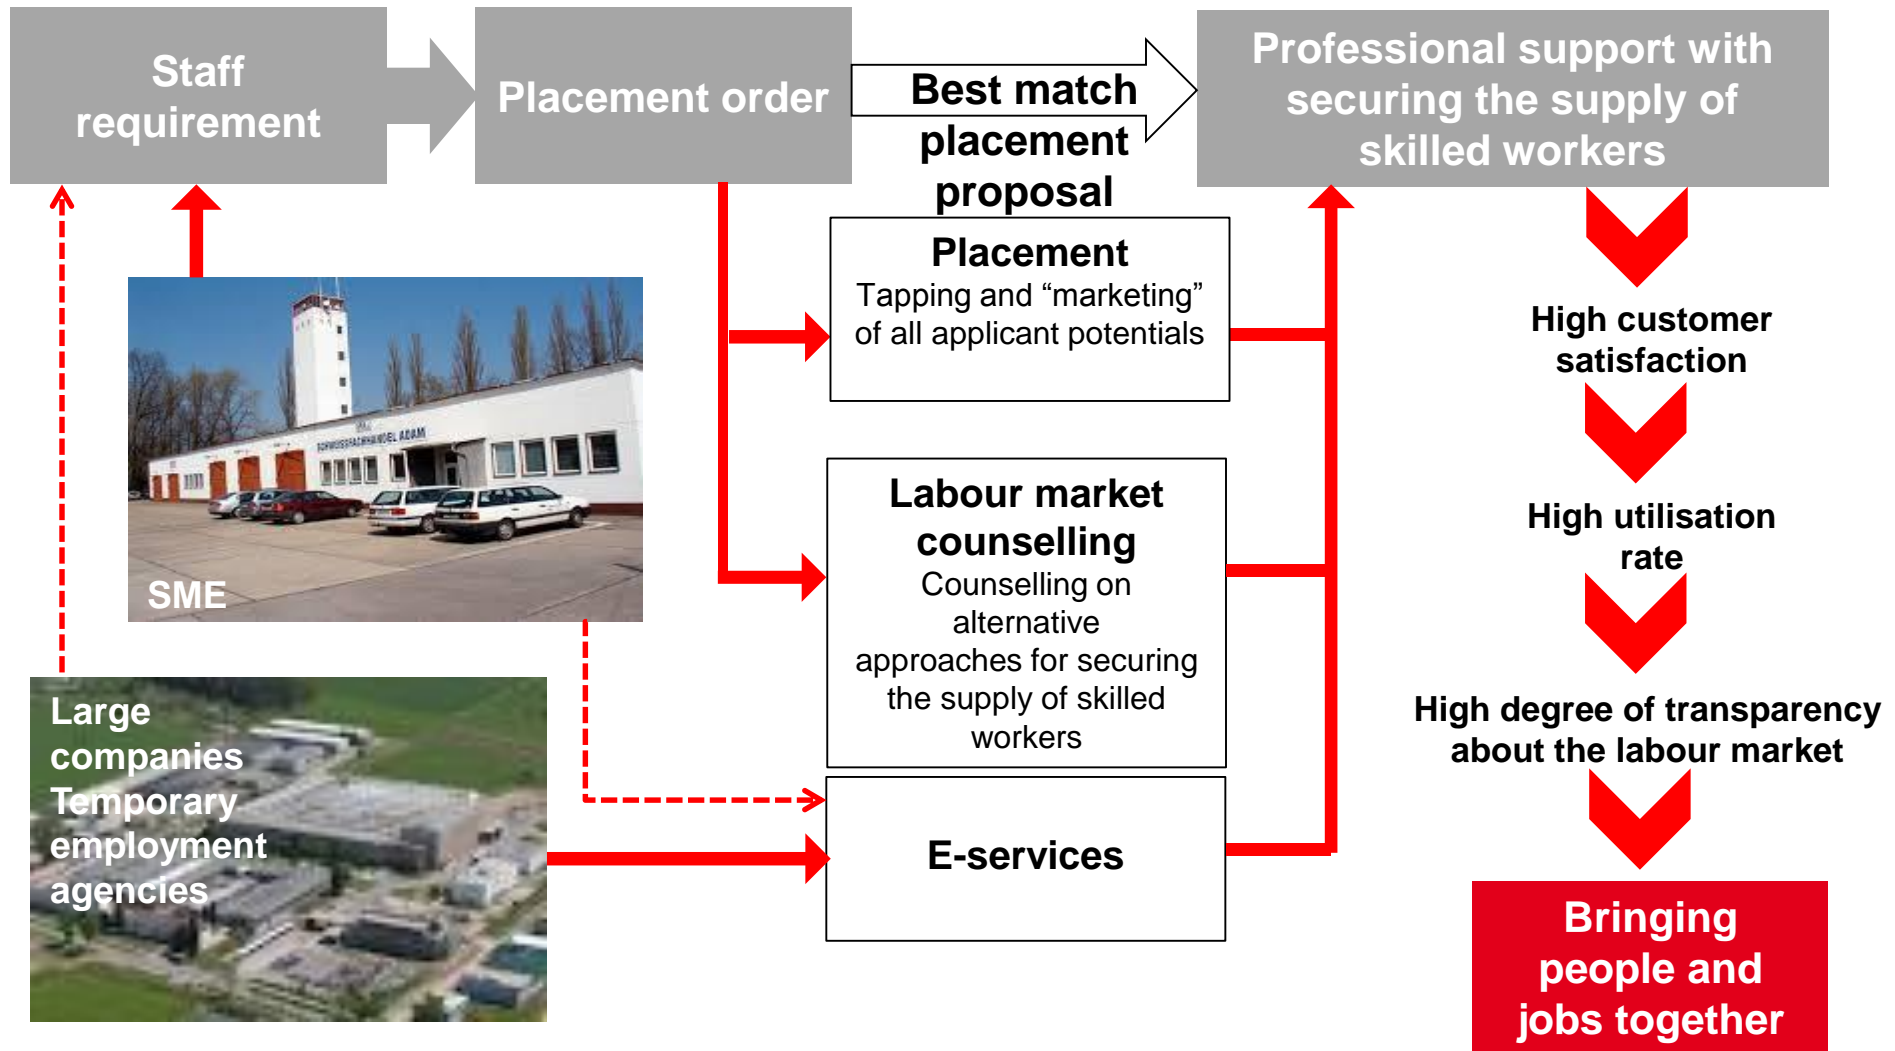 Staff
requirement
Placement order
Best match
placement
proposal
Professional support with
securing the supply of
skilled workers
Placement
Tapping and “marketing”
of all applicant potentials
SCHWEISSFACHHANDEL ADAM
SME
Labour market
counselling
Counselling on
alternative
approaches for securing
the supply of skilled
workers
Large
companies
Temporary
employment
agencies
E-services
High customer
satisfaction
High utilisation
rate
High degree of transparency
about the labour market
Bringing
people and
jobs together